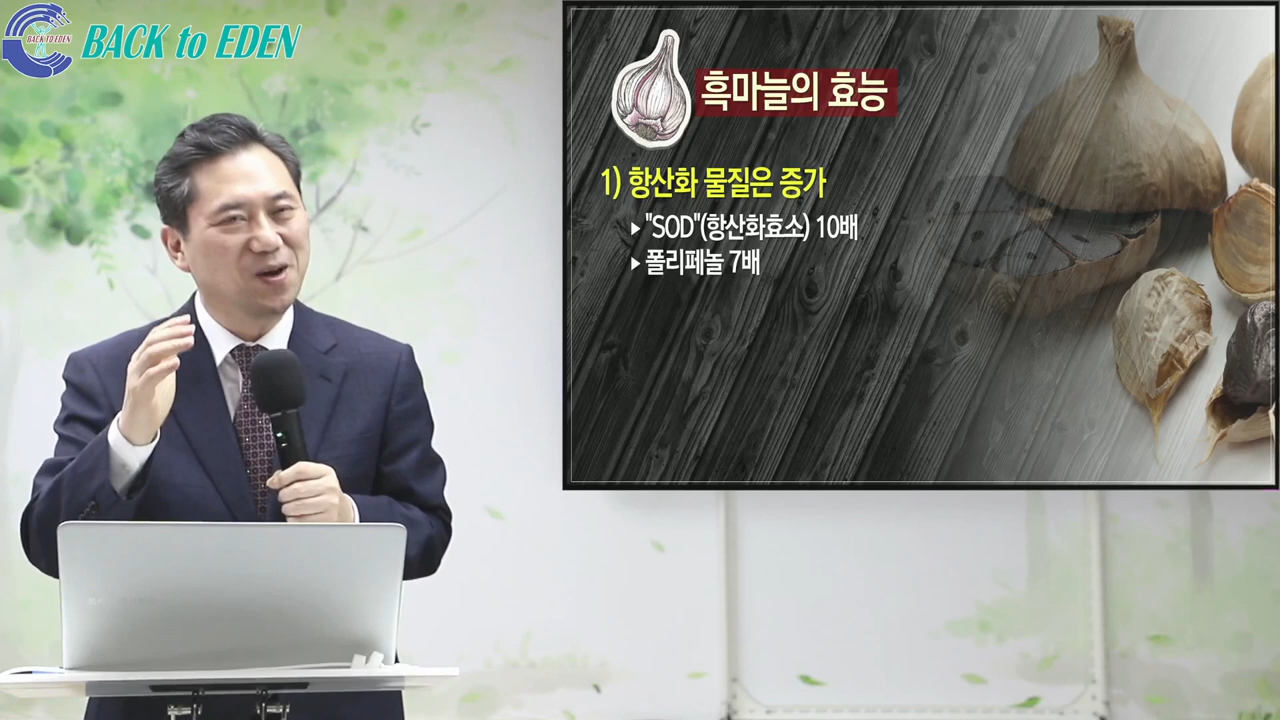 BACK TO EDEN
BACK to EDEN
흑마늘의 효능
1) 항산화 물질은 증가
▸ "SOD"(항산화효소) 10배
▸ 폴리페놀 7배